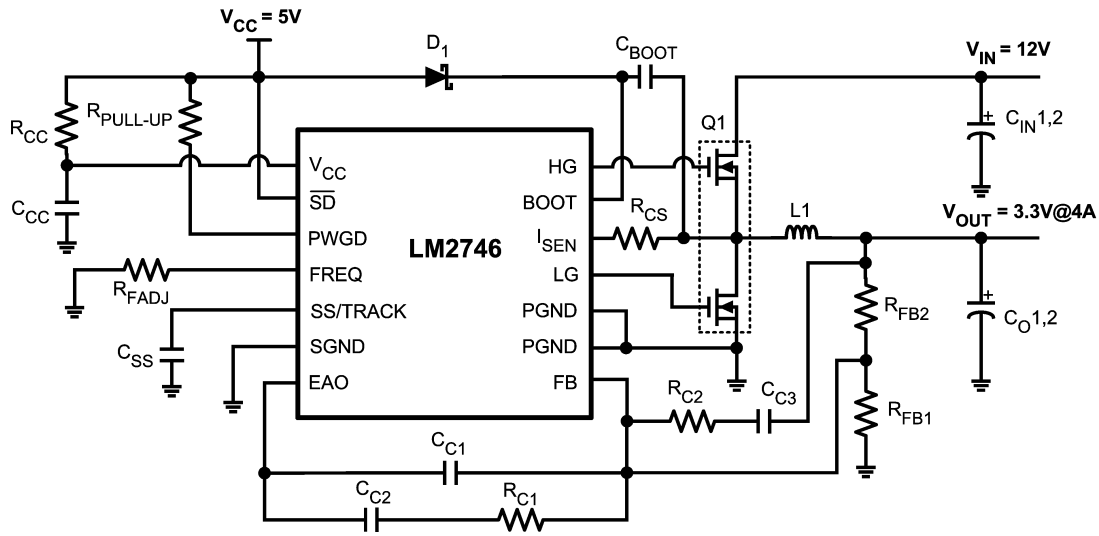 VCC = 5V
D1
CBOOT
VIN = 12V
RCC
RPULL-UP
Q1
CIN1,2
+
CCC
VCC
SD
PWGD
FREQ
SS/TRACK
SGND
EAO
LM2746
HG
BOOT
ISEN
LG
PGND
PGND
FB
RCS
L1
VOUT = 3.3V@4A
RFADJ
CSS
RFB2
+
CO1,2
RC2
CC3
RFB1
CC1
CC2
RC1